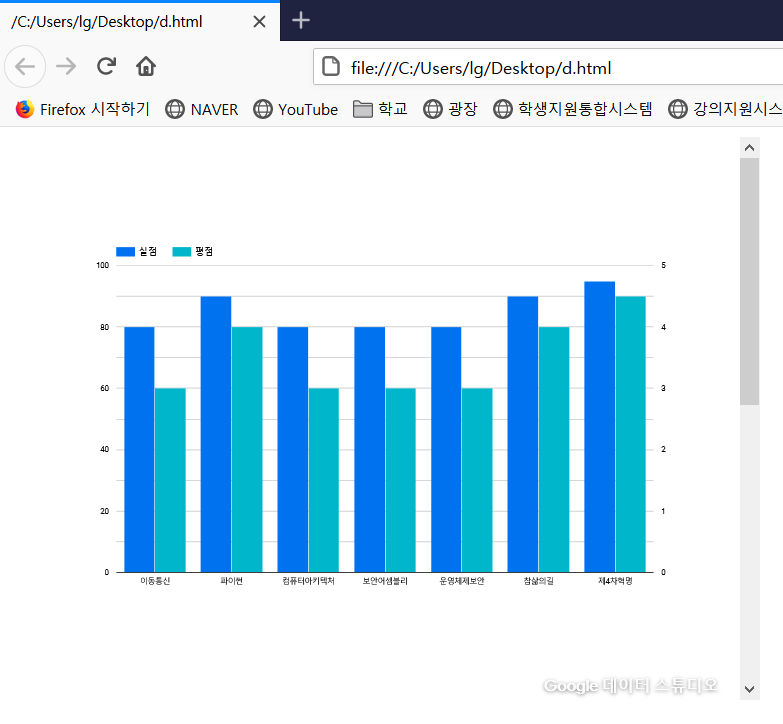 /C:/Users/lg/Desktop/d.html
file:///C:/Users/lg/Desktop/d.html
Firefox 시작하기 NAVER YouTube 학교 광장 학생지원통합시스템 강의지원시스
실점 평점
100 5
80 4
60 3
40 2
20 1
0 0
이동통신 파이썬 컴퓨터아키텍처 보안어셈블리 운영체제보안 참삶의길 제4차혁명
Google 데이터 스튜디오